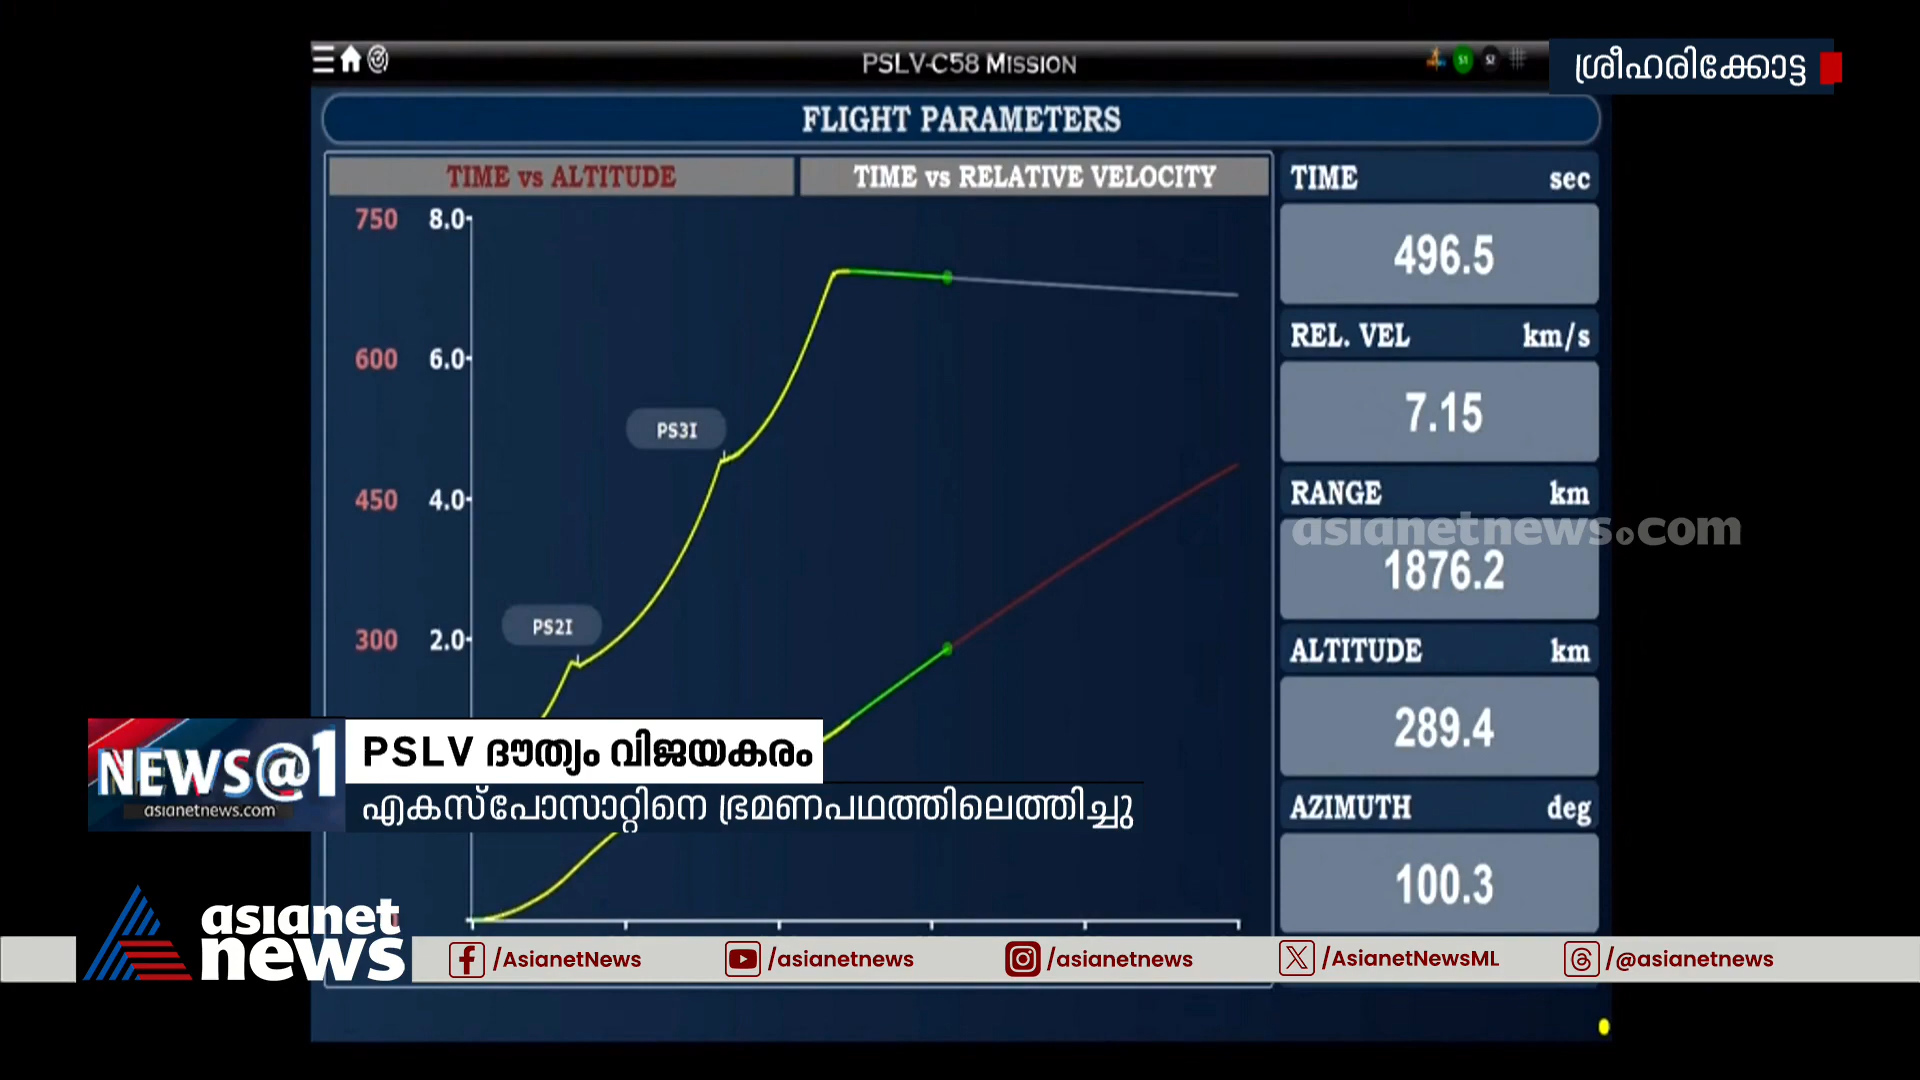 PSLV-C58 MISSION
ശ്രീഹരിക്കോട്ട
FLIGHT PARAMETERS
TIME vs ALTITUDE
TIME vs RELATIVE VELOCITY
750 8.0
600 6.0
450 4.0
300 2.0
PS3I
PS2I
TIME sec
496.5
REL. VEL km/s
7.15
RANGE km
asianetnews.com
1876.2
ALTITUDE km
289.4
AZIMUTH deg
100.3
NEWS@1
asianetnews.com
PSLV ദൗത്യം വിജയകരം
എകസ്പോസാറ്റിനെ ഭ്രമണപഥത്തിലെത്തിച്ചു
asianet
news
/AsianetNews
/asianetnews
/asianetnews
/AsianetNewsML
/@asianetnews